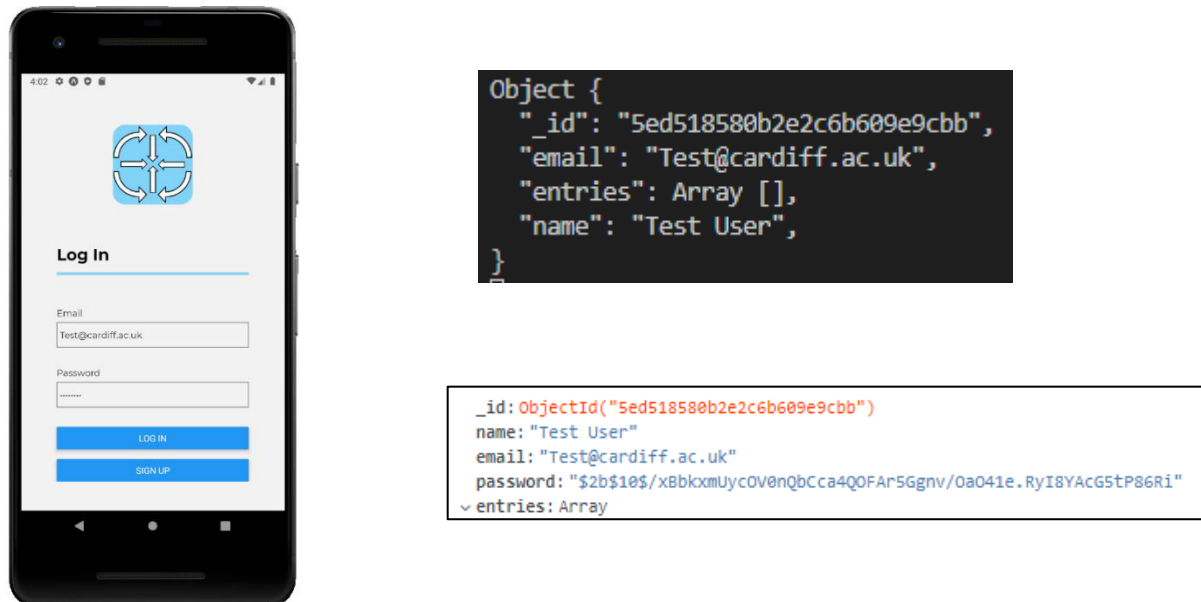 4:02
Log In
Email
Test@cardiff.ac.uk
Password
········
LOG IN
SIGN UP
Object {
"_id": "5ed518580b2e2c6b609e9cbb",
"email": "Test@cardiff.ac.uk",
"entries": Array [],
"name": "Test User",
}
_id: ObjectId("5ed518580b2e2c6b609e9cbb")
name: "Test User"
email: "Test@cardiff.ac.uk"
password: "$2b$10$/xBbkxmUycOV0nQbCca4QOFAr5Ggnv/OaO41e.RyI8YAcG5tP86Ri"
entries: Array